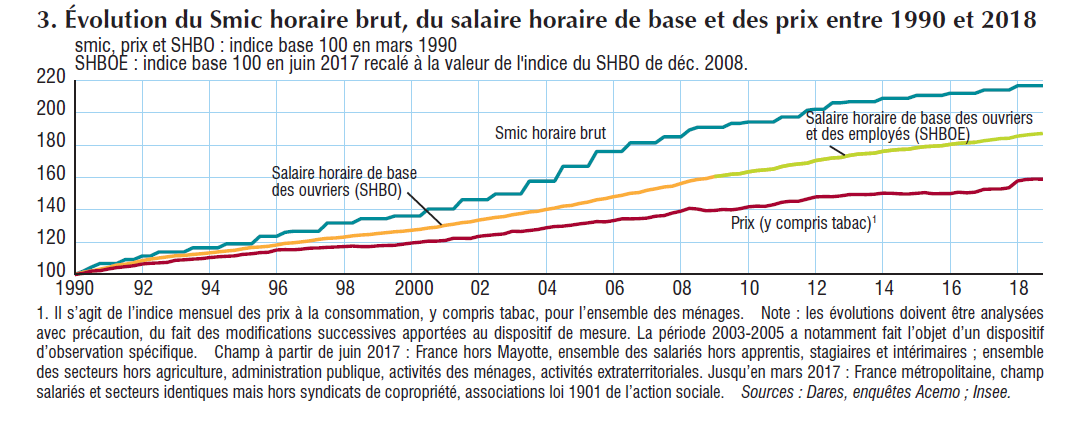 3. Évolution du Smic horaire brut, du salaire horaire de base et des prix entre 1990 et 2018
smic, prix et SHBO : indice base 100 en mars 1990
SHBOE : indice base 100 en juin 2017 recalé à la valeur de l'indice du SHBO de déc. 2008.
220
200
180
160
140
120
100
Smic horaire brut
Salaire horaire de base des ouvriers
et des employés (SHBOE)
Salaire horaire de base
des ouvriers (SHBO)
Prix (y compris tabac)¹
1990 92 94 96 98 2000 02 04 06 08 10 12 14 16 18
1. Il s’agit de l’indice mensuel des prix à la consommation, y compris tabac, pour l’ensemble des ménages. Note : les évolutions doivent être analysées
avec précaution, du fait des modifications successives apportées au dispositif de mesure. La période 2003-2005 a notamment fait l’objet d’un dispositif
d’observation spécifique. Champ à partir de juin 2017 : France hors Mayotte, ensemble des salariés hors apprentis, stagiaires et intérimaires ; ensemble
des secteurs hors agriculture, administration publique, activités des ménages, activités extraterritoriales. Jusqu’en mars 2017 : France métropolitaine, champ
salariés et secteurs identiques mais hors syndicats de copropriété, associations loi 1901 de l’action sociale. Sources : Dares, enquêtes Acemo ; Insee.